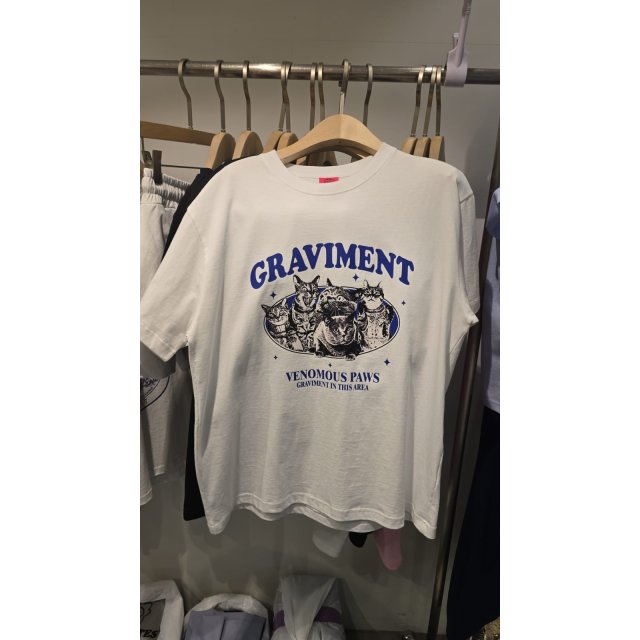 GRAVIMENT
VENOMOUS PAWS
GRAVIMENT IN THIS AREA